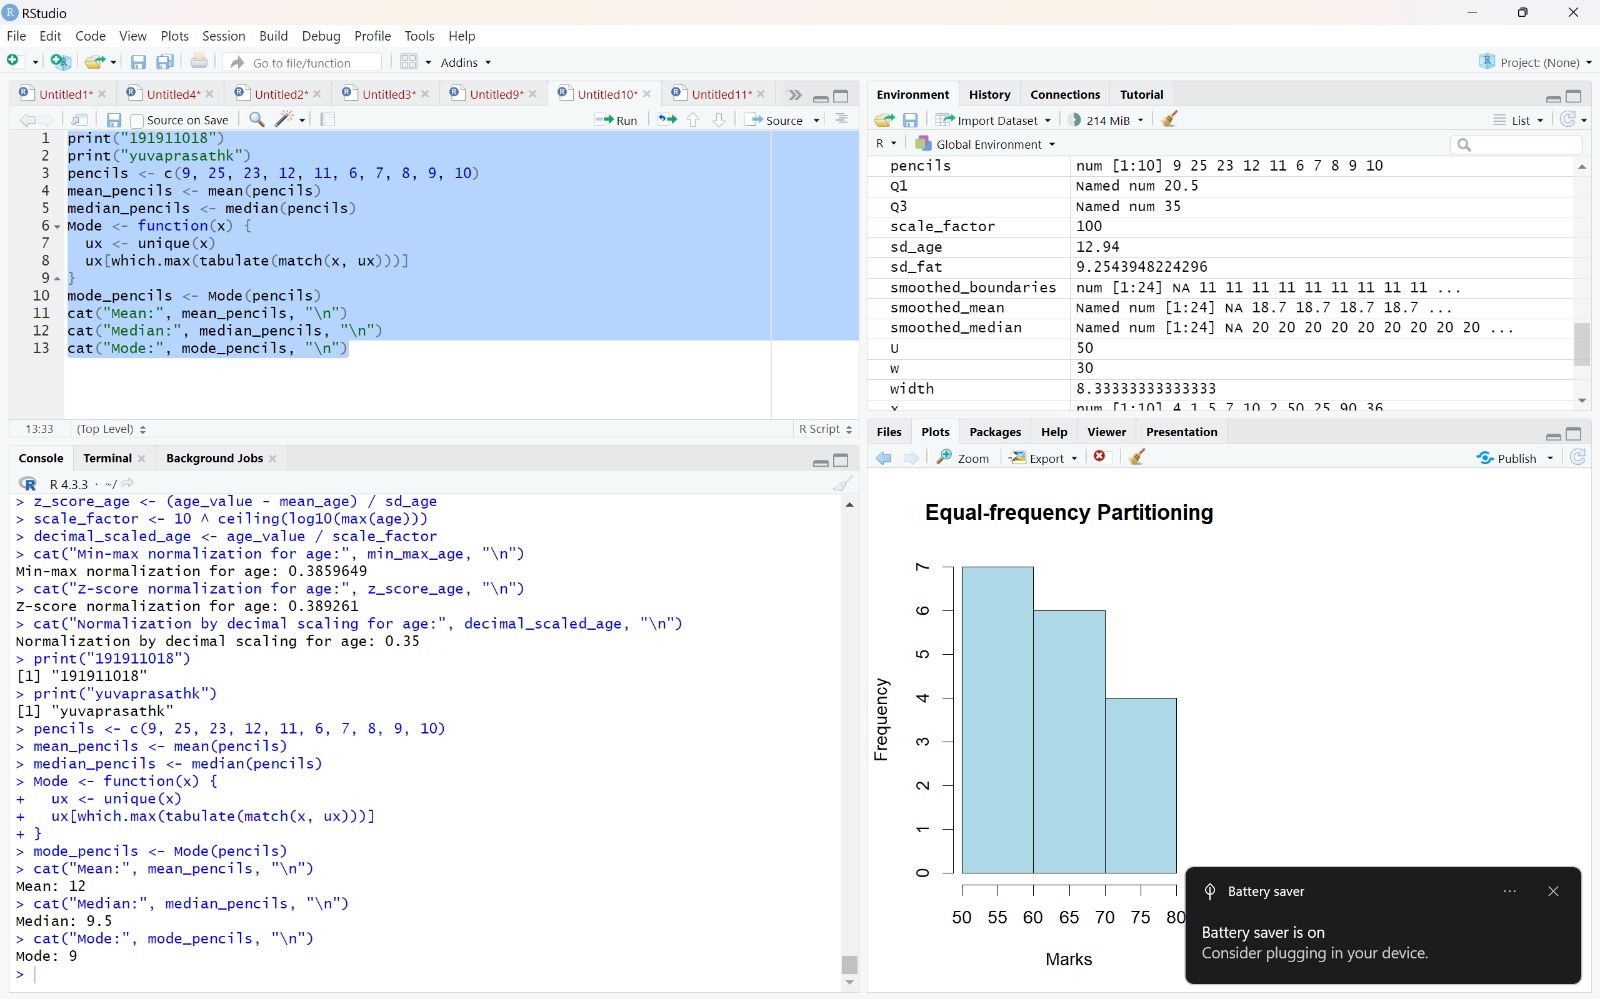 RStudio
File Edit Code View Plots Session Build Debug Profile Tools Help
Go to file/function Addins Project: (None)
Untitled1* Untitled4* Untitled2* Untitled3* Untitled9* Untitled10* Untitled11*
Source on Save Run Source
1 print("191911018")
2 print("yuvaprasathk")
3 pencils <- c(9, 25, 23, 12, 11, 6, 7, 8, 9, 10)
4 mean_pencils <- mean(pencils)
5 median_pencils <- median(pencils)
6 Mode <- function(x) {
7 ux <- unique(x)
8 ux[which.max(tabulate(match(x, ux)))]
9 }
10 mode_pencils <- Mode(pencils)
11 cat("Mean:", mean_pencils, "\n")
12 cat("Median:", median_pencils, "\n")
13 cat("Mode:", mode_pencils, "\n")
13:33 (Top Level) R Script
Console Terminal Background Jobs
R 4.3.3 · ~/
> z_score_age <- (age_value - mean_age) / sd_age
> scale_factor <- 10 ^ ceiling(log10(max(age)))
> decimal_scaled_age <- age_value / scale_factor
> cat("Min-max normalization for age:", min_max_age, "\n")
Min-max normalization for age: 0.3859649
> cat("Z-score normalization for age:", z_score_age, "\n")
Z-score normalization for age: 0.389261
> cat("Normalization by decimal scaling for age:", decimal_scaled_age, "\n")
Normalization by decimal scaling for age: 0.35
> print("191911018")
[1] "191911018"
> print("yuvaprasathk")
[1] "yuvaprasathk"
> pencils <- c(9, 25, 23, 12, 11, 6, 7, 8, 9, 10)
> mean_pencils <- mean(pencils)
> median_pencils <- median(pencils)
> Mode <- function(x) {
+ ux <- unique(x)
+ ux[which.max(tabulate(match(x, ux)))]
+ }
> mode_pencils <- Mode(pencils)
> cat("Mean:", mean_pencils, "\n")
Mean: 12
> cat("Median:", median_pencils, "\n")
Median: 9.5
> cat("Mode:", mode_pencils, "\n")
Mode: 9
>
Environment History Connections Tutorial
Import Dataset 214 MiB List
R Global Environment
pencils num [1:10] 9 25 23 12 11 6 7 8 9 10
Q1 Named num 20.5
Q3 Named num 35
scale_factor 100
sd_age 12.94
sd_fat 9.2543948224296
smoothed_boundaries num [1:24] NA 11 11 11 11 11 11 11 11 11 ...
smoothed_mean Named num [1:24] NA 18.7 18.7 18.7 18.7 ...
smoothed_median Named num [1:24] NA 20 20 20 20 20 20 20 20 20 ...
U 50
w 30
width 8.33333333333333
x num [1:10] 4 1 5 7 10 2 50 25 90 36
Files Plots Packages Help Viewer Presentation
Zoom Export Publish
Equal-frequency Partitioning
Frequency
7
6
5
4
3
2
1
0
50 55 60 65 70 75 80
Marks
Battery saver
Battery saver is on
Consider plugging in your device.